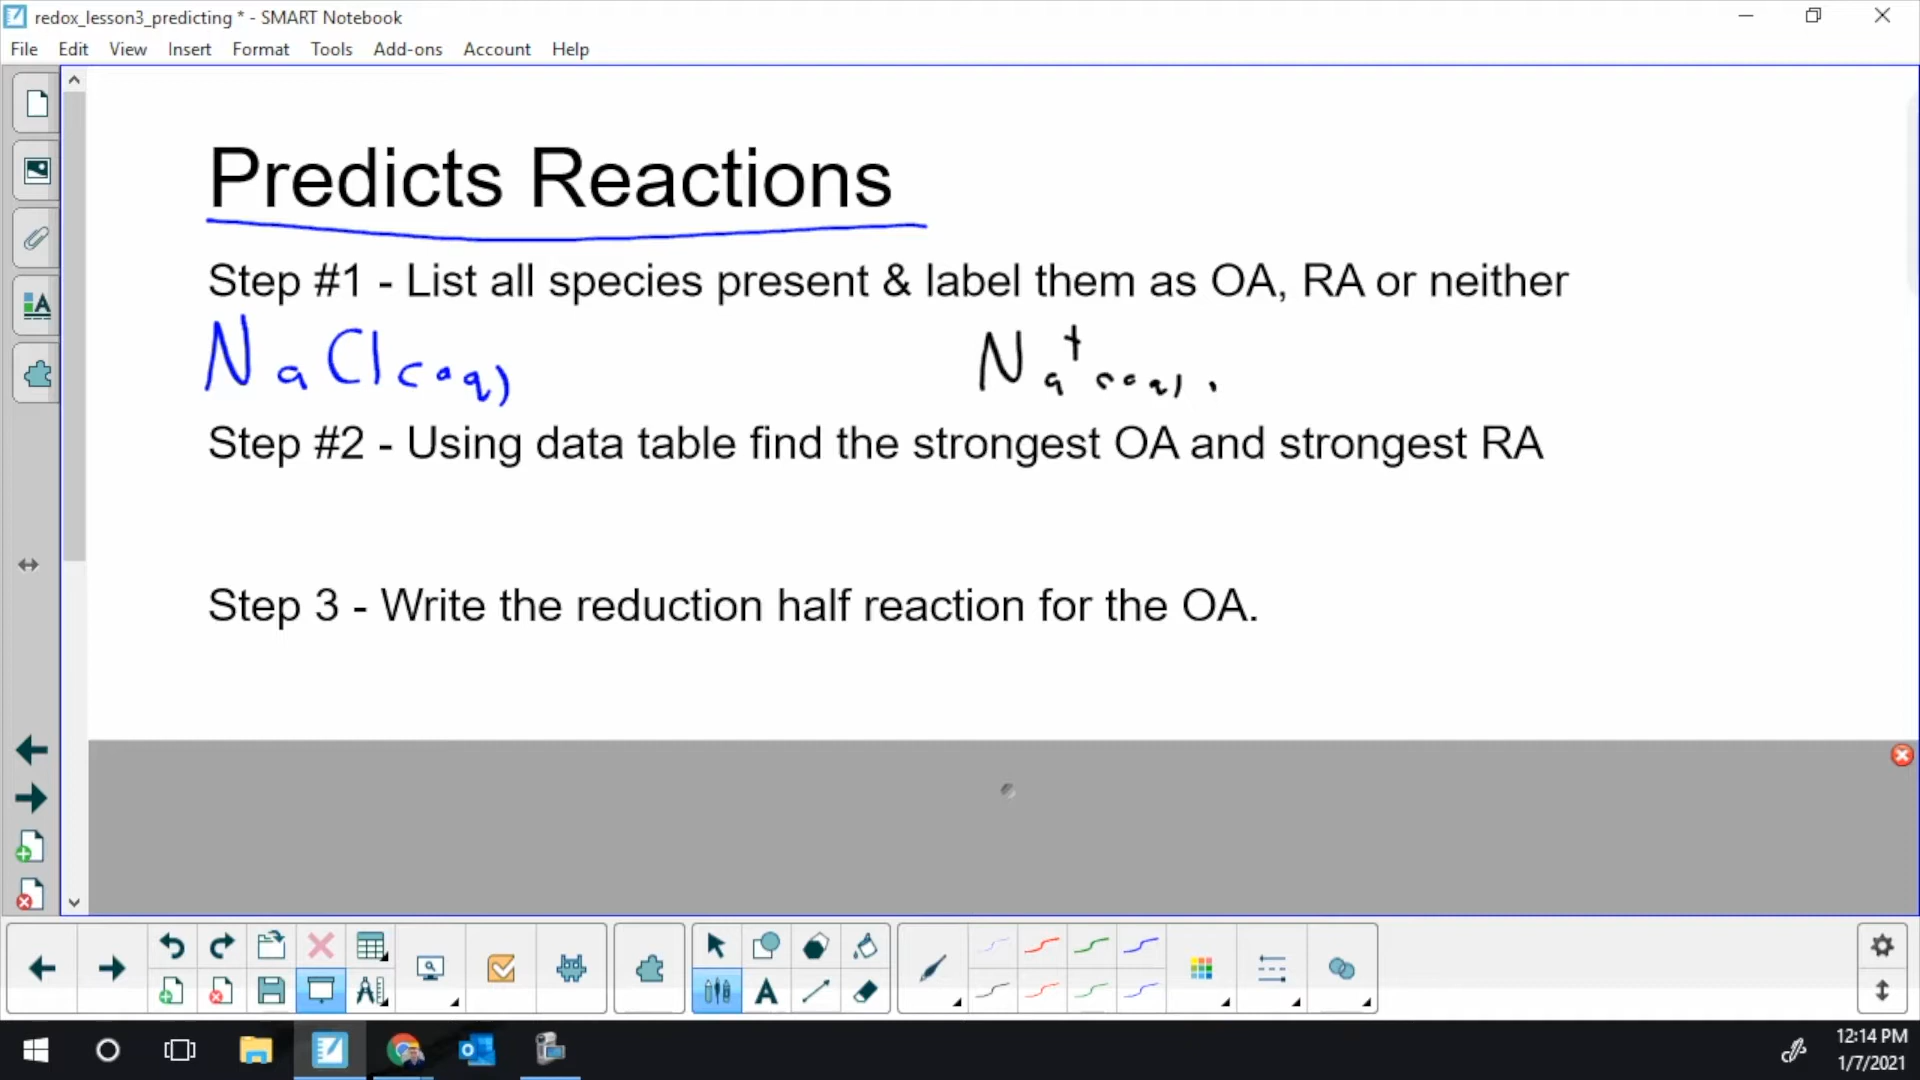 redox_lesson3_predicting * - SMART Notebook
File Edit View Insert Format Tools Add-ons Account Help
Predicts Reactions
Step #1 - List all species present & label them as OA, RA or neither
NaCl(aq) Na+(aq),
Step #2 - Using data table find the strongest OA and strongest RA
Step 3 - Write the reduction half reaction for the OA.
12:14 PM
1/7/2021